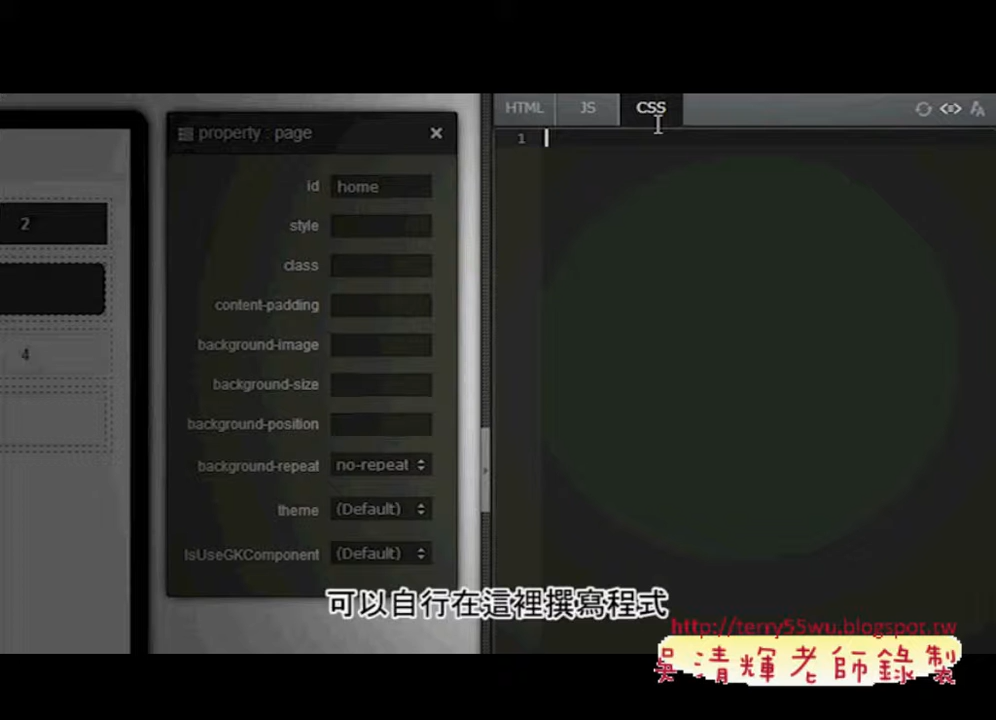 HTML JS CSS
property : page
1
id home
2
style
class
content-padding
background-image
4
background-size
background-position
background-repeat no-repeat
theme (Default)
IsUseGKComponent (Default)
可以自行在這裡撰寫程式
http://terry55wu.blogspot.tw
吳清輝老師錄製